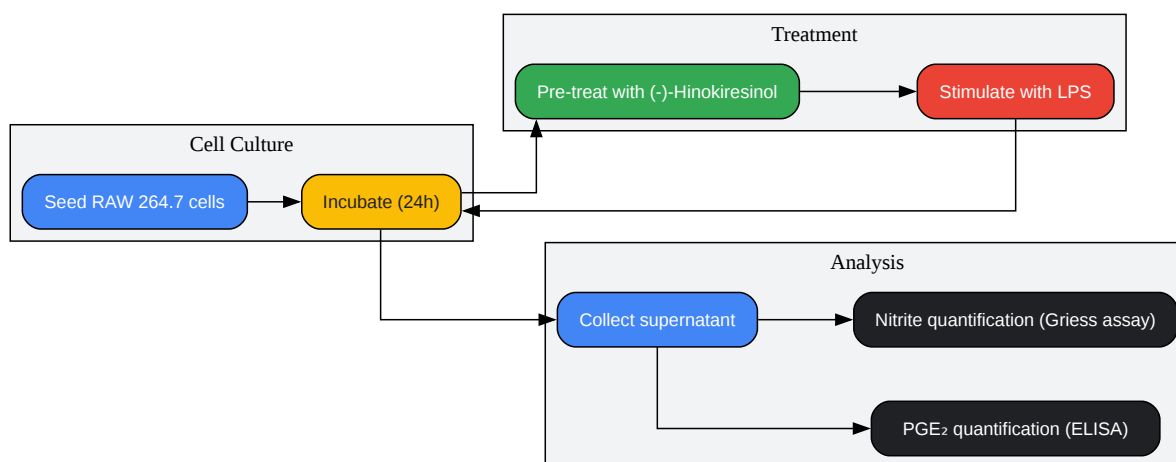 Treatment
Pre-treat with (-)-Hinokiresinol
Stimulate with LPS
Cell Culture
Seed RAW 264.7 cells
Incubate (24h)
Analysis
Collect supernatant
Nitrite quantification (Griess assay)
PGE₂ quantification (ELISA)